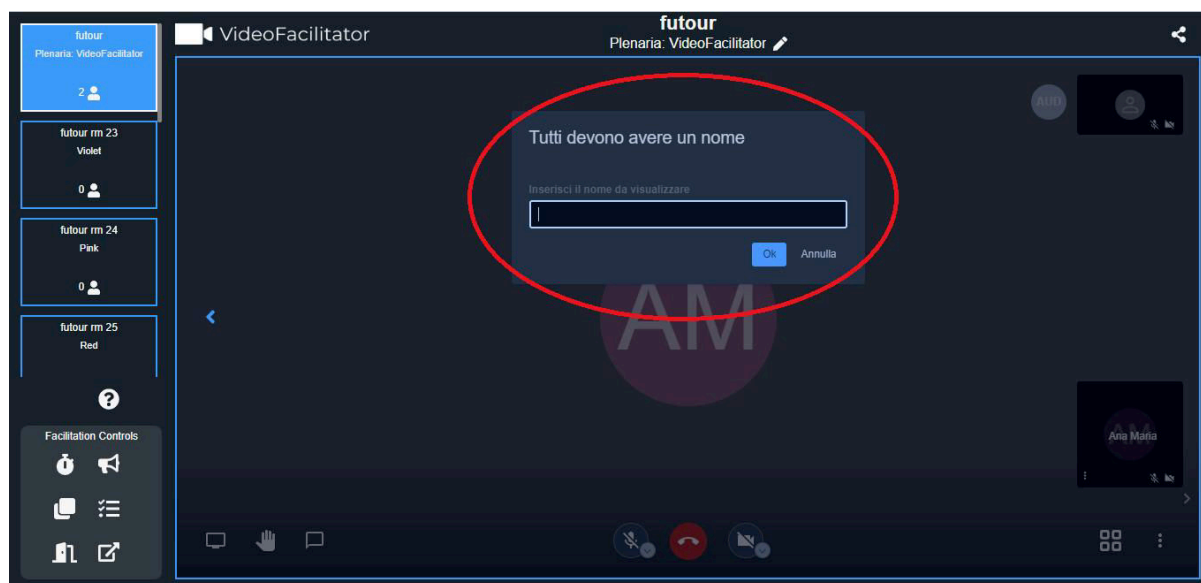 futour
Plenaria: VideoFacilitator
2
futour rm 23
Violet
0
futour rm 24
Pink
0
futour rm 25
Red
Facilitation Controls
VideoFacilitator
futour
Plenaria: VideoFacilitator
AUD
Tutti devono avere un nome
Inserisci il nome da visualizzare
Ok Annulla
AM
AM
Ana Maria